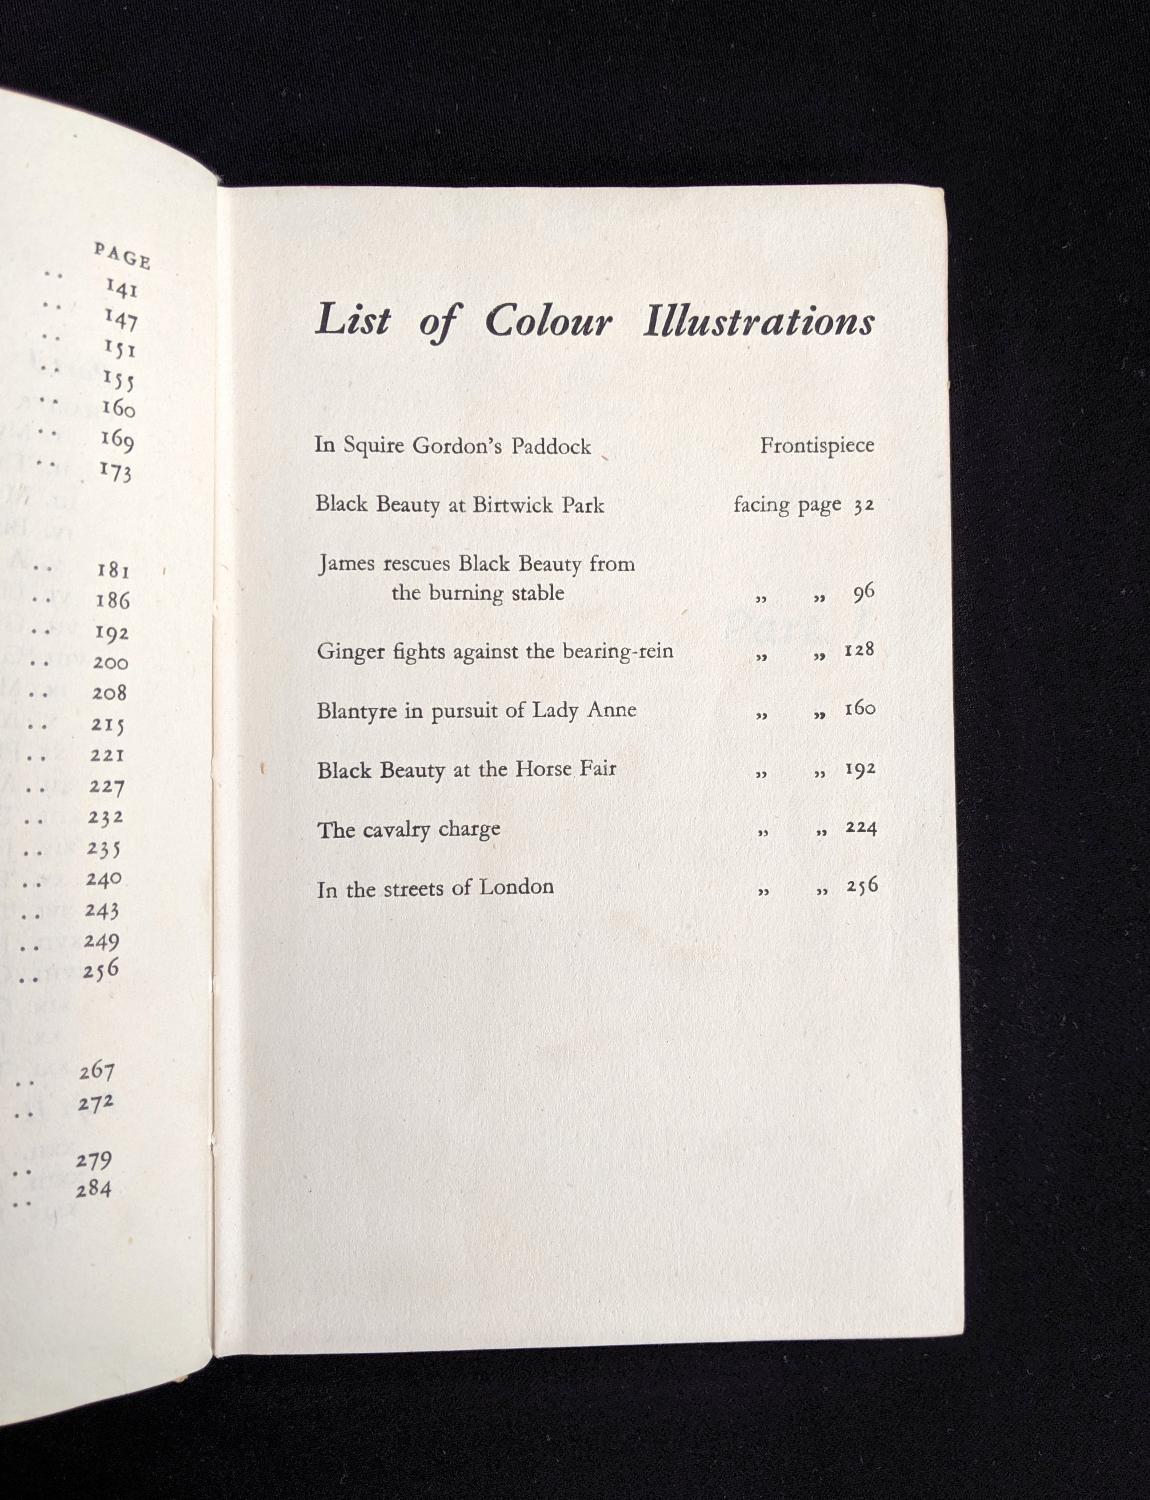 PAGE
.. 141
.. 147
.. 151
.. 155
.. 160
.. 169
.. 173
.. 181
.. 186
.. 192
.. 200
.. 208
.. 215
.. 221
.. 227
.. 232
.. 235
.. 240
.. 243
.. 249
.. 256
.. 267
.. 272
.. 279
.. 284
List of Colour Illustrations
In Squire Gordon's Paddock Frontispiece
Black Beauty at Birtwick Park facing page 32
James rescues Black Beauty from
the burning stable „ „ 96
Ginger fights against the bearing-rein „ „ 128
Blantyre in pursuit of Lady Anne „ „ 160
Black Beauty at the Horse Fair „ „ 192
The cavalry charge „ „ 224
In the streets of London „ „ 256